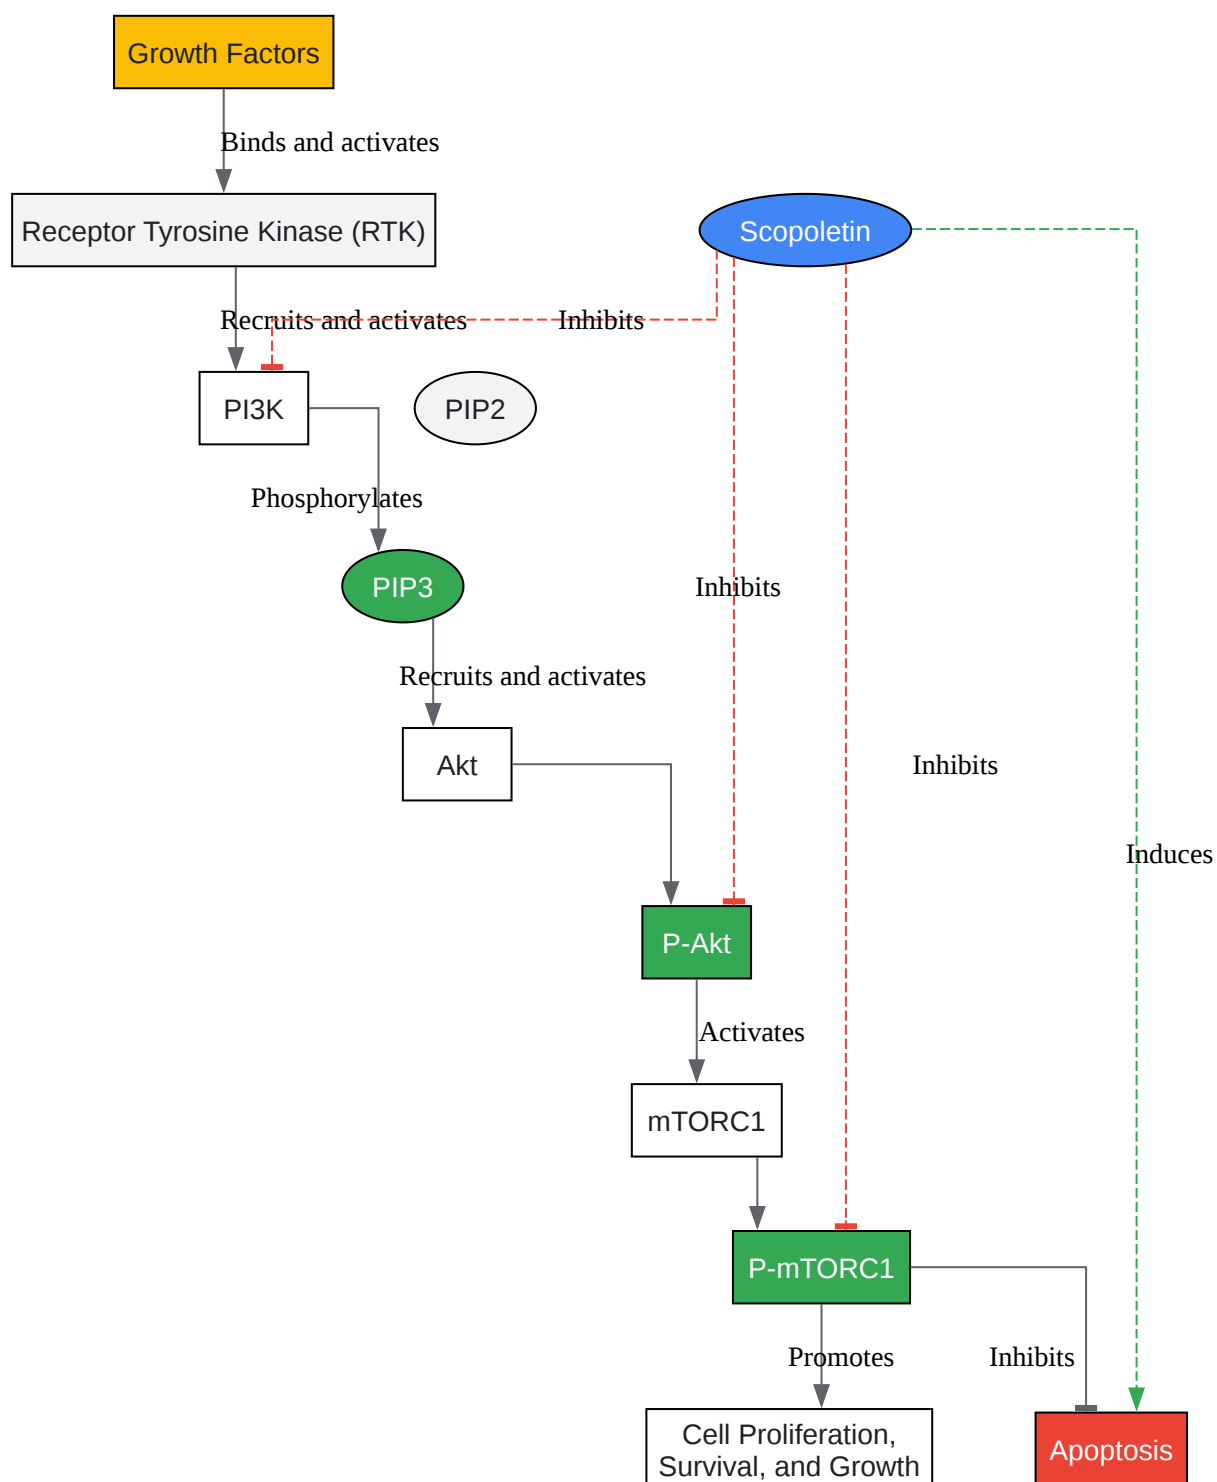 Growth Factors
Binds and activates
Receptor Tyrosine Kinase (RTK)
Scopoletin
Recruits and activates
Inhibits
PI3K
PIP2
Phosphorylates
PIP3
Inhibits
Recruits and activates
Akt
Inhibits
Induces
P-Akt
Activates
mTORC1
P-mTORC1
Promotes
Inhibits
Cell Proliferation,
Survival, and Growth
Apoptosis